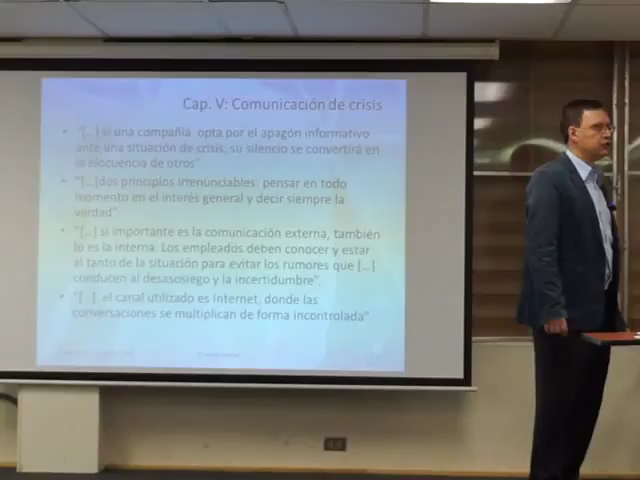 Cap. V: Comunicación de crisis
• "[...] si una compañía opta por el apagón informativo
ante una situación de crisis, su silencio se convertirá en
la elocuencia de otros".
• "[...]dos principios irrenunciables: pensar en todo
momento en el interés general y decir siempre la
verdad".
• "[...] si importante es la comunicación externa, también
lo es la interna. Los empleados deben conocer y estar
al tanto de la situación para evitar los rumores que [...]
conducen al desasosiego y la incertidumbre".
• "[...] el canal utilizado es Internet, donde las
conversaciones se multiplican de forma incontrolada"